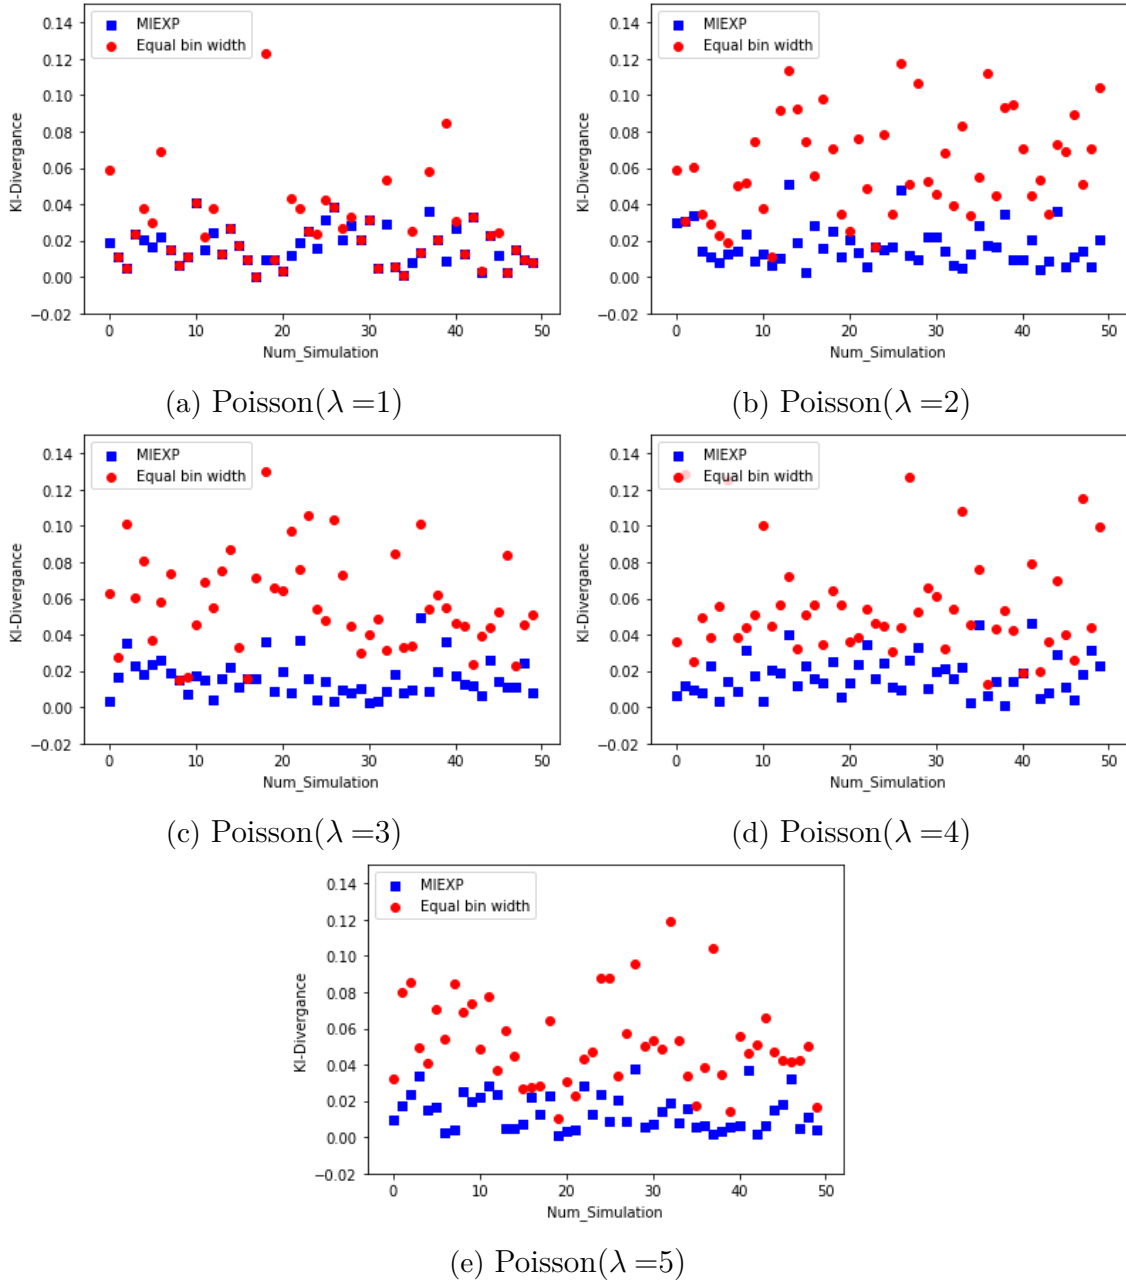 0.14
0.12
0.10
0.08
0.06
0.04
0.02
0.00
−0.02
KI-Divergance
MIEXP
Equal bin width
0 10 20 30 40 50
Num_Simulation
(a) Poisson(λ =1)
0.14
0.12
0.10
0.08
0.06
0.04
0.02
0.00
−0.02
KI-Divergance
MIEXP
Equal bin width
0 10 20 30 40 50
Num_Simulation
(b) Poisson(λ =2)
0.14
0.12
0.10
0.08
0.06
0.04
0.02
0.00
−0.02
KI-Divergance
MIEXP
Equal bin width
0 10 20 30 40 50
Num_Simulation
(c) Poisson(λ =3)
0.14
0.12
0.10
0.08
0.06
0.04
0.02
0.00
−0.02
KI-Divergance
MIEXP
Equal bin width
0 10 20 30 40 50
Num_Simulation
(d) Poisson(λ =4)
0.14
0.12
0.10
0.08
0.06
0.04
0.02
0.00
−0.02
KI-Divergance
MIEXP
Equal bin width
0 10 20 30 40 50
Num_Simulation
(e) Poisson(λ =5)